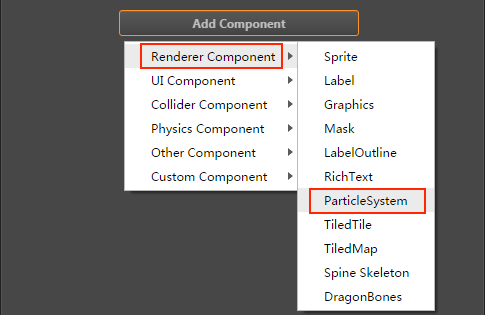 Add Component
Renderer Component
UI Component
Collider Component
Physics Component
Other Component
Custom Component
Sprite
Label
Graphics
Mask
LabelOutline
RichText
ParticleSystem
TiledTile
TiledMap
Spine Skeleton
DragonBones